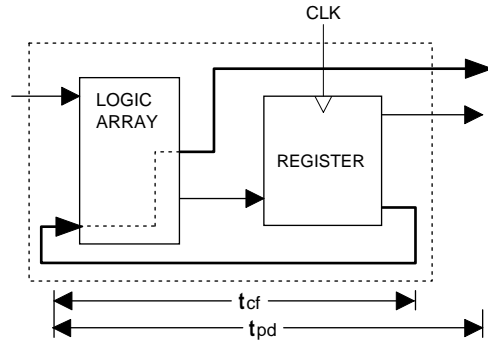 CLK
LOGIC
ARRAY
REGISTER
tcf
tpd